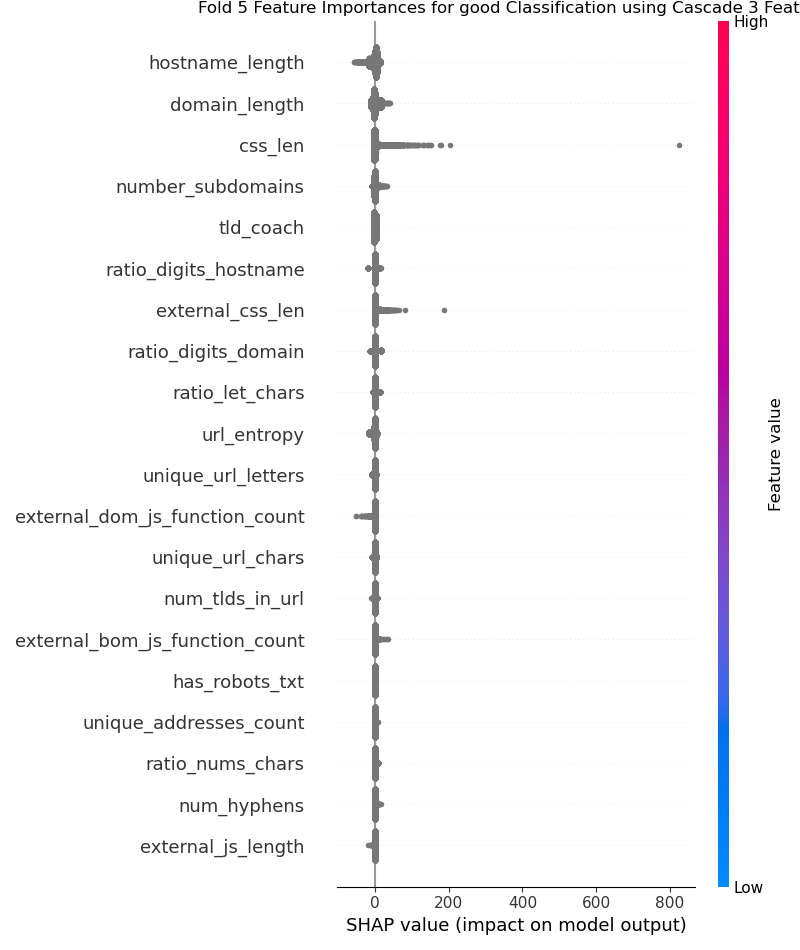 Fold 5 Feature Importances for good Classification using Cascade 3 Feat
High
hostname_length
domain_length
css_len
number_subdomains
tld_coach
ratio_digits_hostname
external_css_len
ratio_digits_domain
ratio_let_chars
url_entropy
unique_url_letters
external_dom_js_function_count
unique_url_chars
num_tlds_in_url
external_bom_js_function_count
has_robots_txt
unique_addresses_count
ratio_nums_chars
num_hyphens
external_js_length
Feature value
Low
0 200 400 600 800
SHAP value (impact on model output)